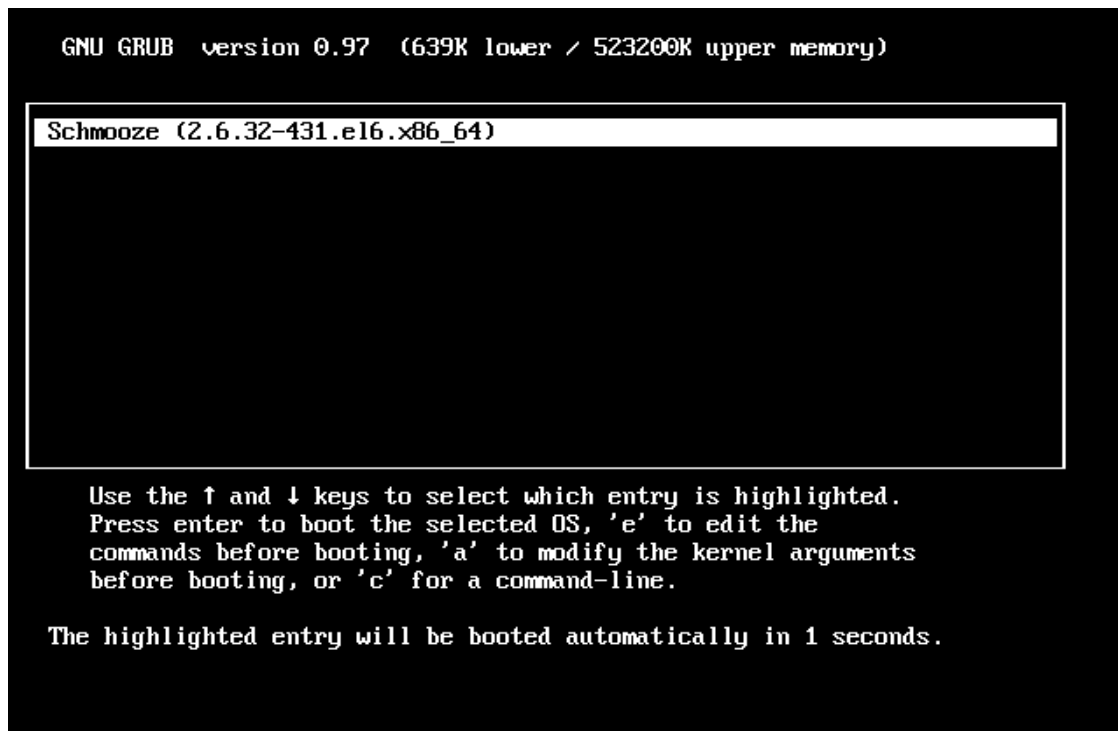 GNU GRUB  version 0.97  (639K lower / 523200K upper memory)
Schmooze (2.6.32-431.el6.x86_64)
Use the ↑ and ↓ keys to select which entry is highlighted.
Press enter to boot the selected OS, 'e' to edit the
commands before booting, 'a' to modify the kernel arguments
before booting, or 'c' for a command-line.
The highlighted entry will be booted automatically in 1 seconds.